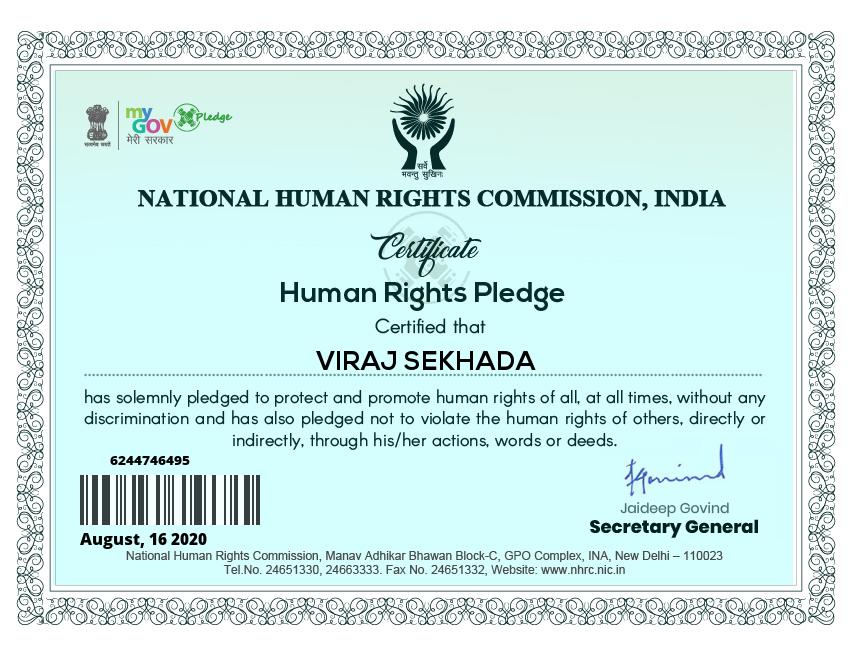 सत्यमेव जयते
my
GOV
मेरी सरकार
Pledge
सर्वे
भवन्तु सुखिनः
NATIONAL HUMAN RIGHTS COMMISSION, INDIA
Certificate
Human Rights Pledge
Certified that
VIRAJ SEKHADA
has solemnly pledged to protect and promote human rights of all, at all times, without any
discrimination and has also pledged not to violate the human rights of others, directly or
indirectly, through his/her actions, words or deeds.
6244746495
August, 16 2020
Jaideep Govind
Secretary General
National Human Rights Commission, Manav Adhikar Bhawan Block-C, GPO Complex, INA, New Delhi – 110023
Tel.No. 24651330, 24663333. Fax No. 24651332, Website: www.nhrc.nic.in